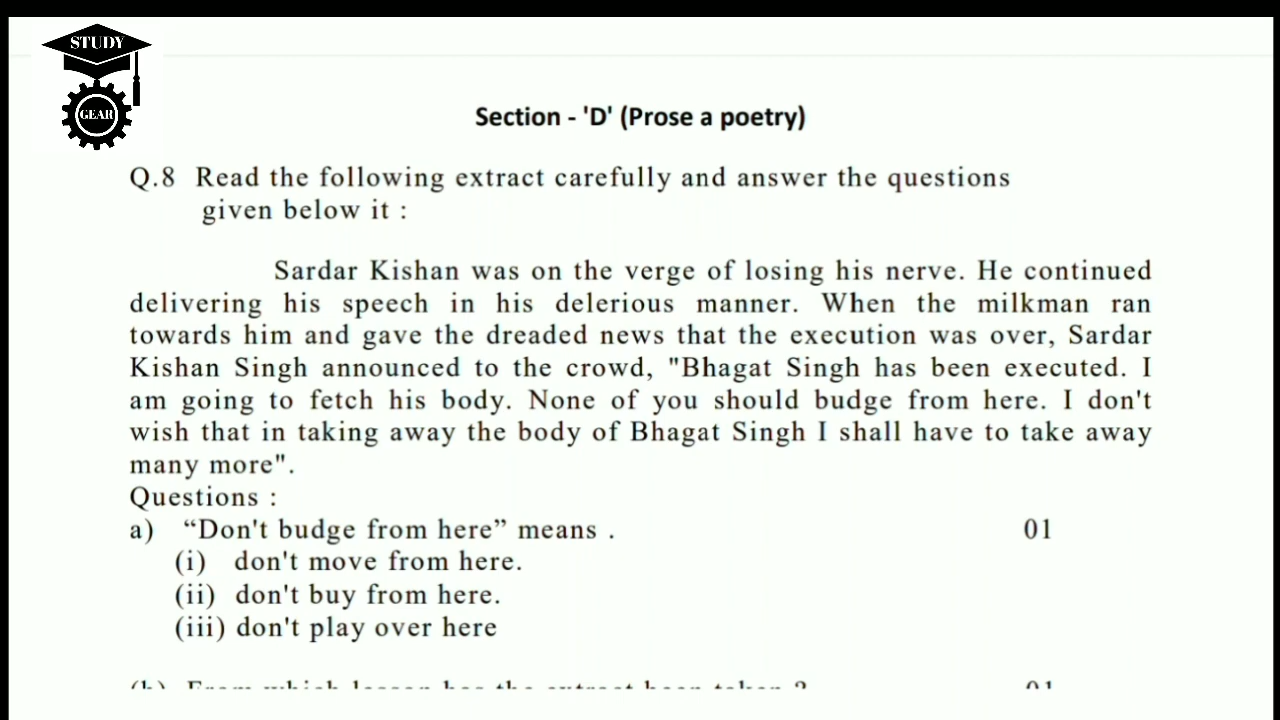 STUDY
GEAR
Section - 'D' (Prose a poetry)
Q.8 Read the following extract carefully and answer the questions
given below it :
Sardar Kishan was on the verge of losing his nerve. He continued
delivering his speech in his delerious manner. When the milkman ran
towards him and gave the dreaded news that the execution was over, Sardar
Kishan Singh announced to the crowd, "Bhagat Singh has been executed. I
am going to fetch his body. None of you should budge from here. I don't
wish that in taking away the body of Bhagat Singh I shall have to take away
many more".
Questions :
a) “Don't budge from here” means . 01
(i) don't move from here.
(ii) don't buy from here.
(iii) don't play over here